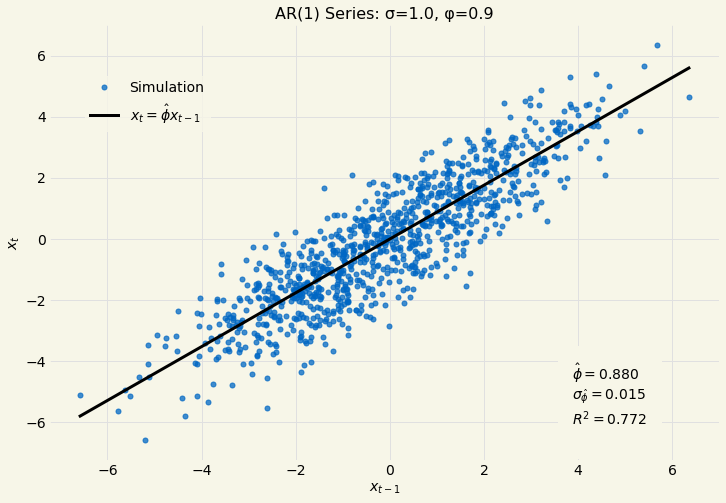 AR(1) Series: σ=1.0, φ=0.9
6
4
2
0
−2
−4
−6
x_t
Simulation
x_t = ϕ̂x_{t−1}
ϕ̂ = 0.880
σ_ϕ̂ = 0.015
R² = 0.772
−6 −4 −2 0 2 4 6
x_{t−1}